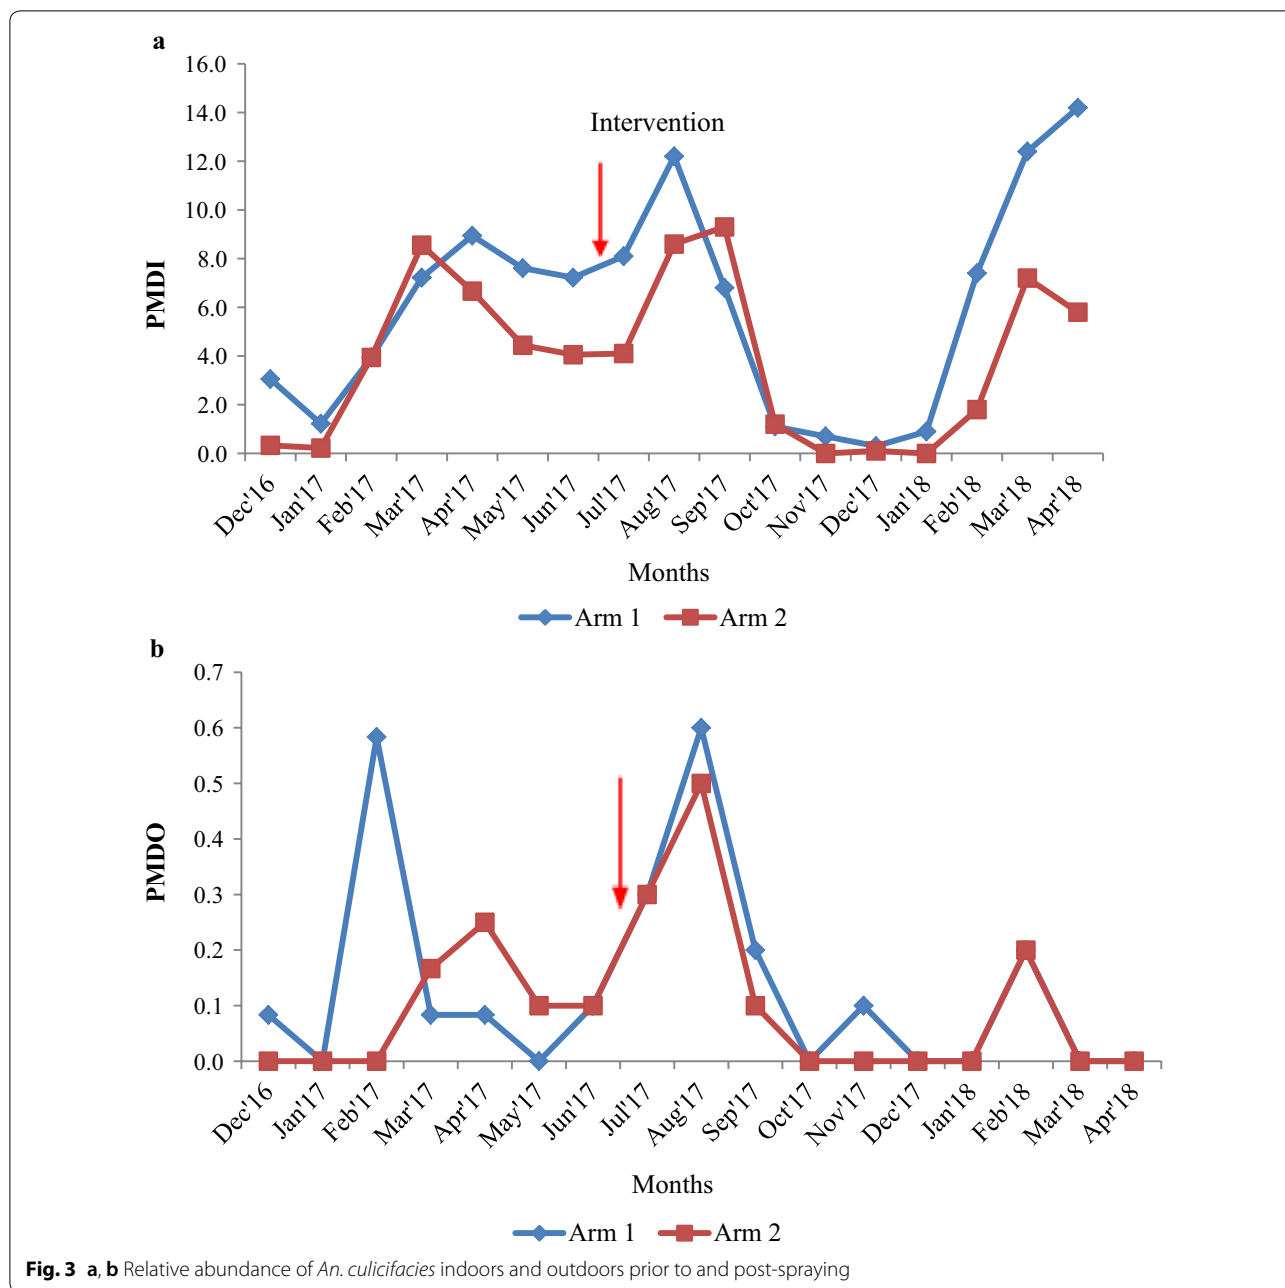 a
16.0
14.0
12.0
10.0
8.0
6.0
4.0
2.0
0.0
PMDI
Intervention
Dec'16 Jan'17 Feb'17 Mar'17 Apr'17 May'17 Jun'17 Jul'17 Aug'17 Sep'17 Oct'17 Nov'17 Dec'17 Jan'18 Feb'18 Mar'18 Apr'18
Months
Arm 1 Arm 2
b
0.7
0.6
0.5
0.4
0.3
0.2
0.1
0.0
PMDO
Dec'16 Jan'17 Feb'17 Mar'17 Apr'17 May'17 Jun'17 Jul'17 Aug'17 Sep'17 Oct'17 Nov'17 Dec'17 Jan'18 Feb'18 Mar'18 Apr'18
Months
Arm 1 Arm 2
Fig. 3 a, b Relative abundance of An. culicifacies indoors and outdoors prior to and post-spraying